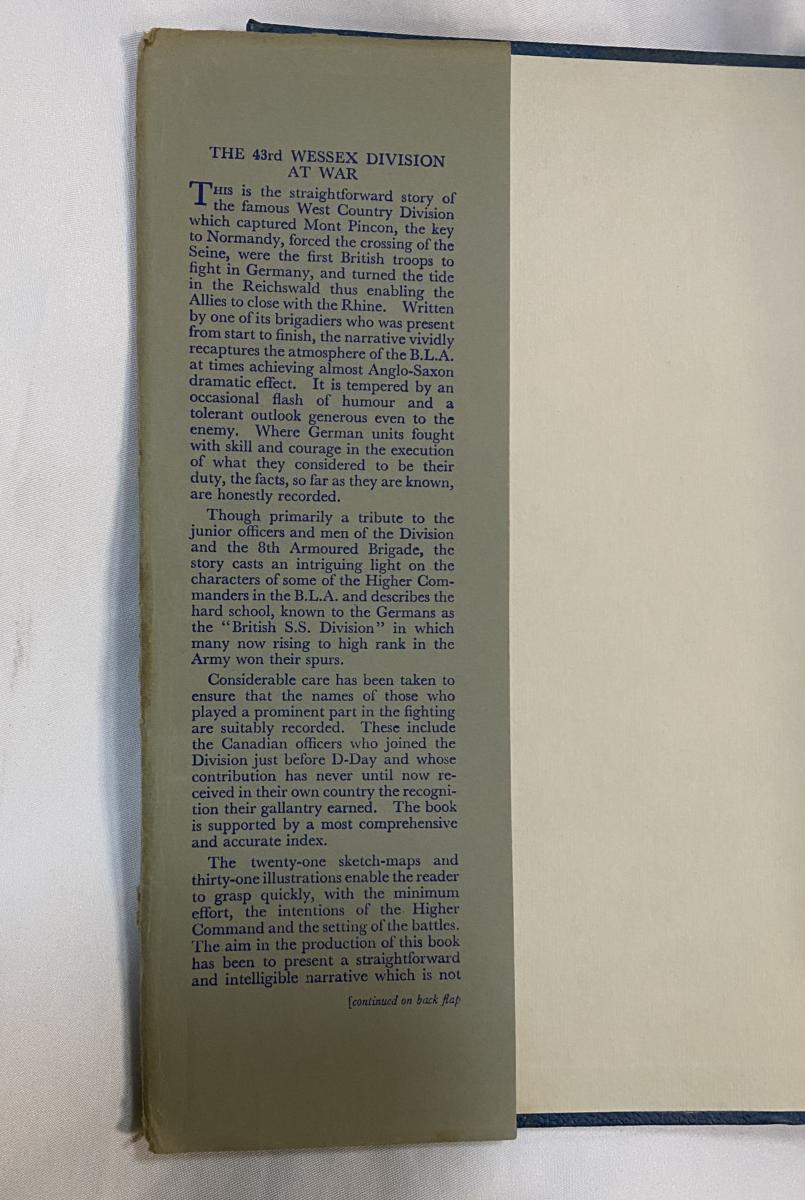 THE 43rd WESSEX DIVISION
AT WAR
THIS is the straightforward story of
the famous West Country Division
which captured Mont Pincon, the key
to Normandy, forced the crossing of the
Seine, were the first British troops to
fight in Germany, and turned the tide
in the Reichswald thus enabling the
Allies to close with the Rhine. Written
by one of its brigadiers who was present
from start to finish, the narrative vividly
recaptures the atmosphere of the B.L.A.
at times achieving almost Anglo-Saxon
dramatic effect. It is tempered by an
occasional flash of humour and a
tolerant outlook generous even to the
enemy. Where German units fought
with skill and courage in the execution
of what they considered to be their
duty, the facts, so far as they are known,
are honestly recorded.
Though primarily a tribute to the
junior officers and men of the Division
and the 8th Armoured Brigade, the
story casts an intriguing light on the
characters of some of the Higher Com-
manders in the B.L.A. and describes the
hard school, known to the Germans as
the "British S.S. Division" in which
many now rising to high rank in the
Army won their spurs.
Considerable care has been taken to
ensure that the names of those who
played a prominent part in the fighting
are suitably recorded. These include
the Canadian officers who joined the
Division just before D-Day and whose
contribution has never until now re-
ceived in their own country the recogni-
tion their gallantry earned. The book
is supported by a most comprehensive
and accurate index.
The twenty-one sketch-maps and
thirty-one illustrations enable the reader
to grasp quickly, with the minimum
effort, the intentions of the Higher
Command and the setting of the battles.
The aim in the production of this book
has been to present a straightforward
and intelligible narrative which is not
[continued on back flap